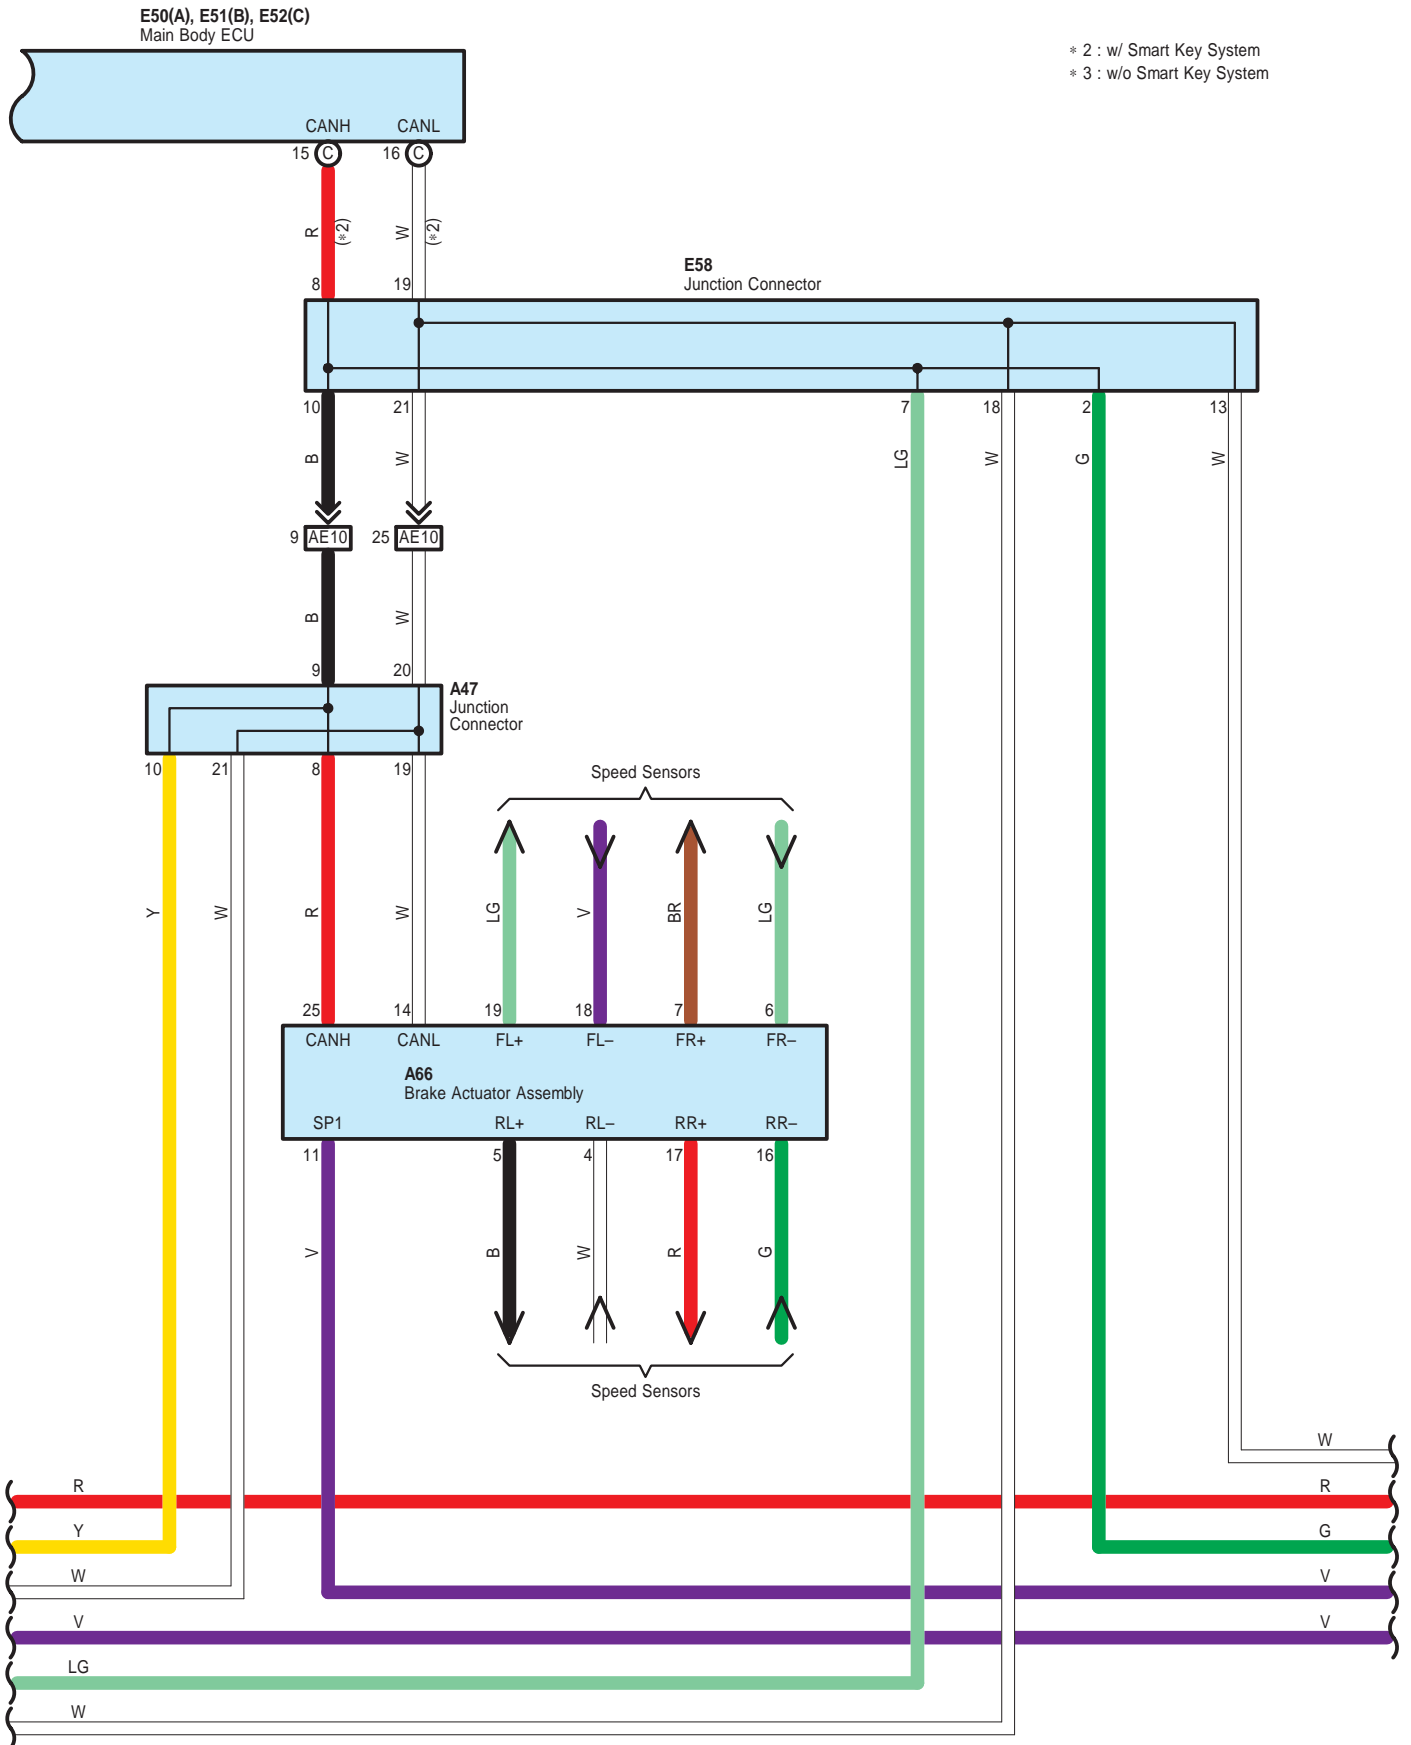 E50(A), E51(B), E52(C)
Main Body ECU
* 2 : w/ Smart Key System
* 3 : w/o Smart Key System
CANH CANL
15 C 16 C
R (*2) W (*2)
E58
Junction Connector
8 19
10 21 7 18 2 13
B W LG W G W
9 AE10 25 AE10
B W
9 20
A47
Junction
Connector
10 21 8 19
Speed Sensors
Y W R W LG V BR LG
25 14 19 18 7 6
CANH CANL FL+ FL– FR+ FR–
A66
Brake Actuator Assembly
SP1 RL+ RL– RR+ RR–
11 5 4 17 16
V B W R G
Speed Sensors
W
R R
Y G
W V
V V
LG
W